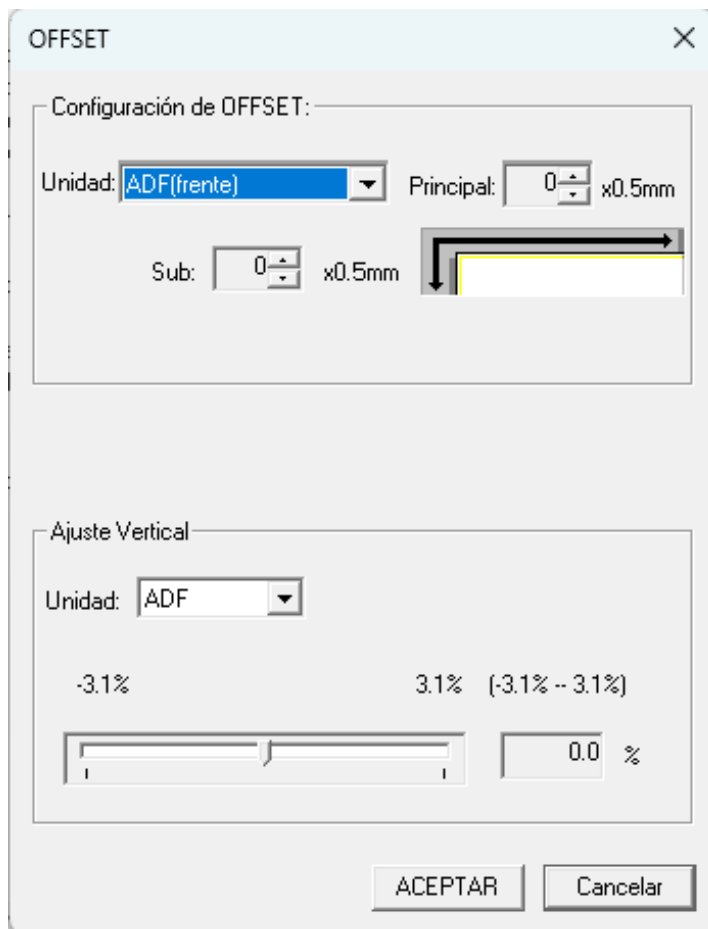 OFFSET
Configuración de OFFSET:
Unidad: ADF(frente) Principal: 0 x0.5mm
Sub: 0 x0.5mm
Ajuste Vertical
Unidad: ADF
-3.1% 3.1% (-3.1% -- 3.1%)
0.0 %
ACEPTAR Cancelar